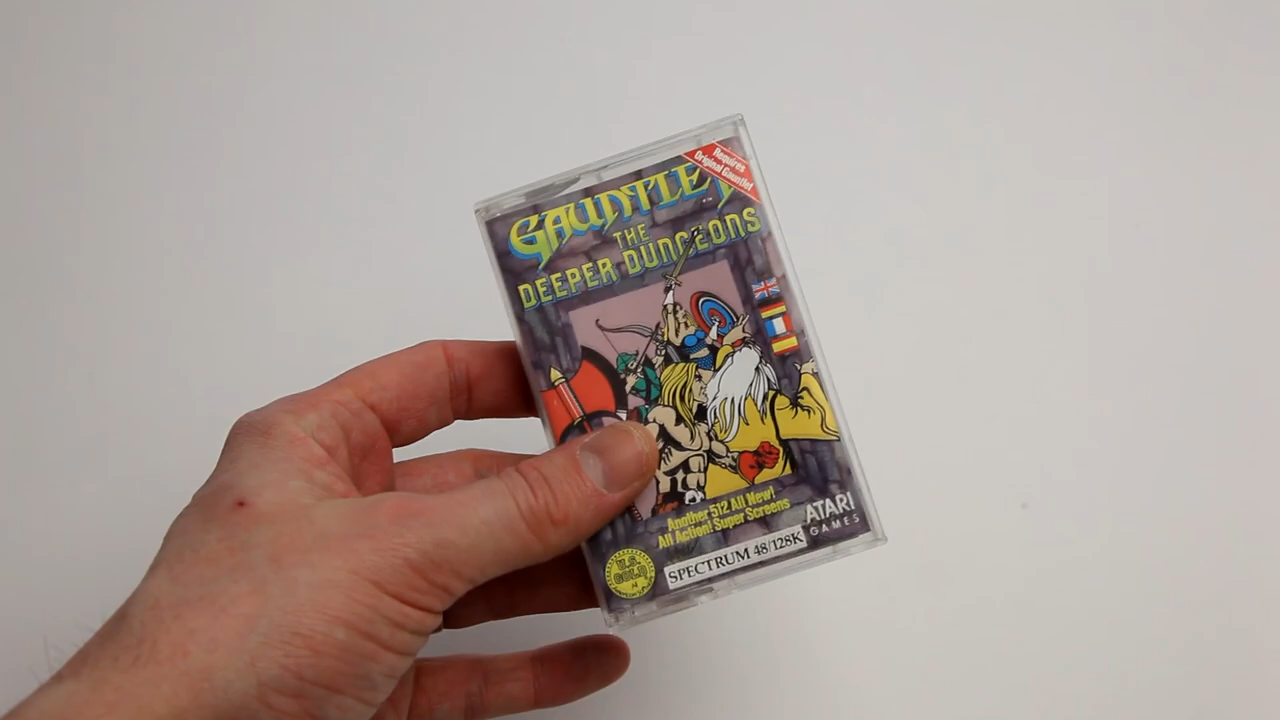 Requires
Original Gauntlet
GAUNTLET
THE
DEEPER DUNGEONS
Another 512 All New!
All Action! Super Screens
ATARI
GAMES
SPECTRUM 48/128K
U.S.
GOLD